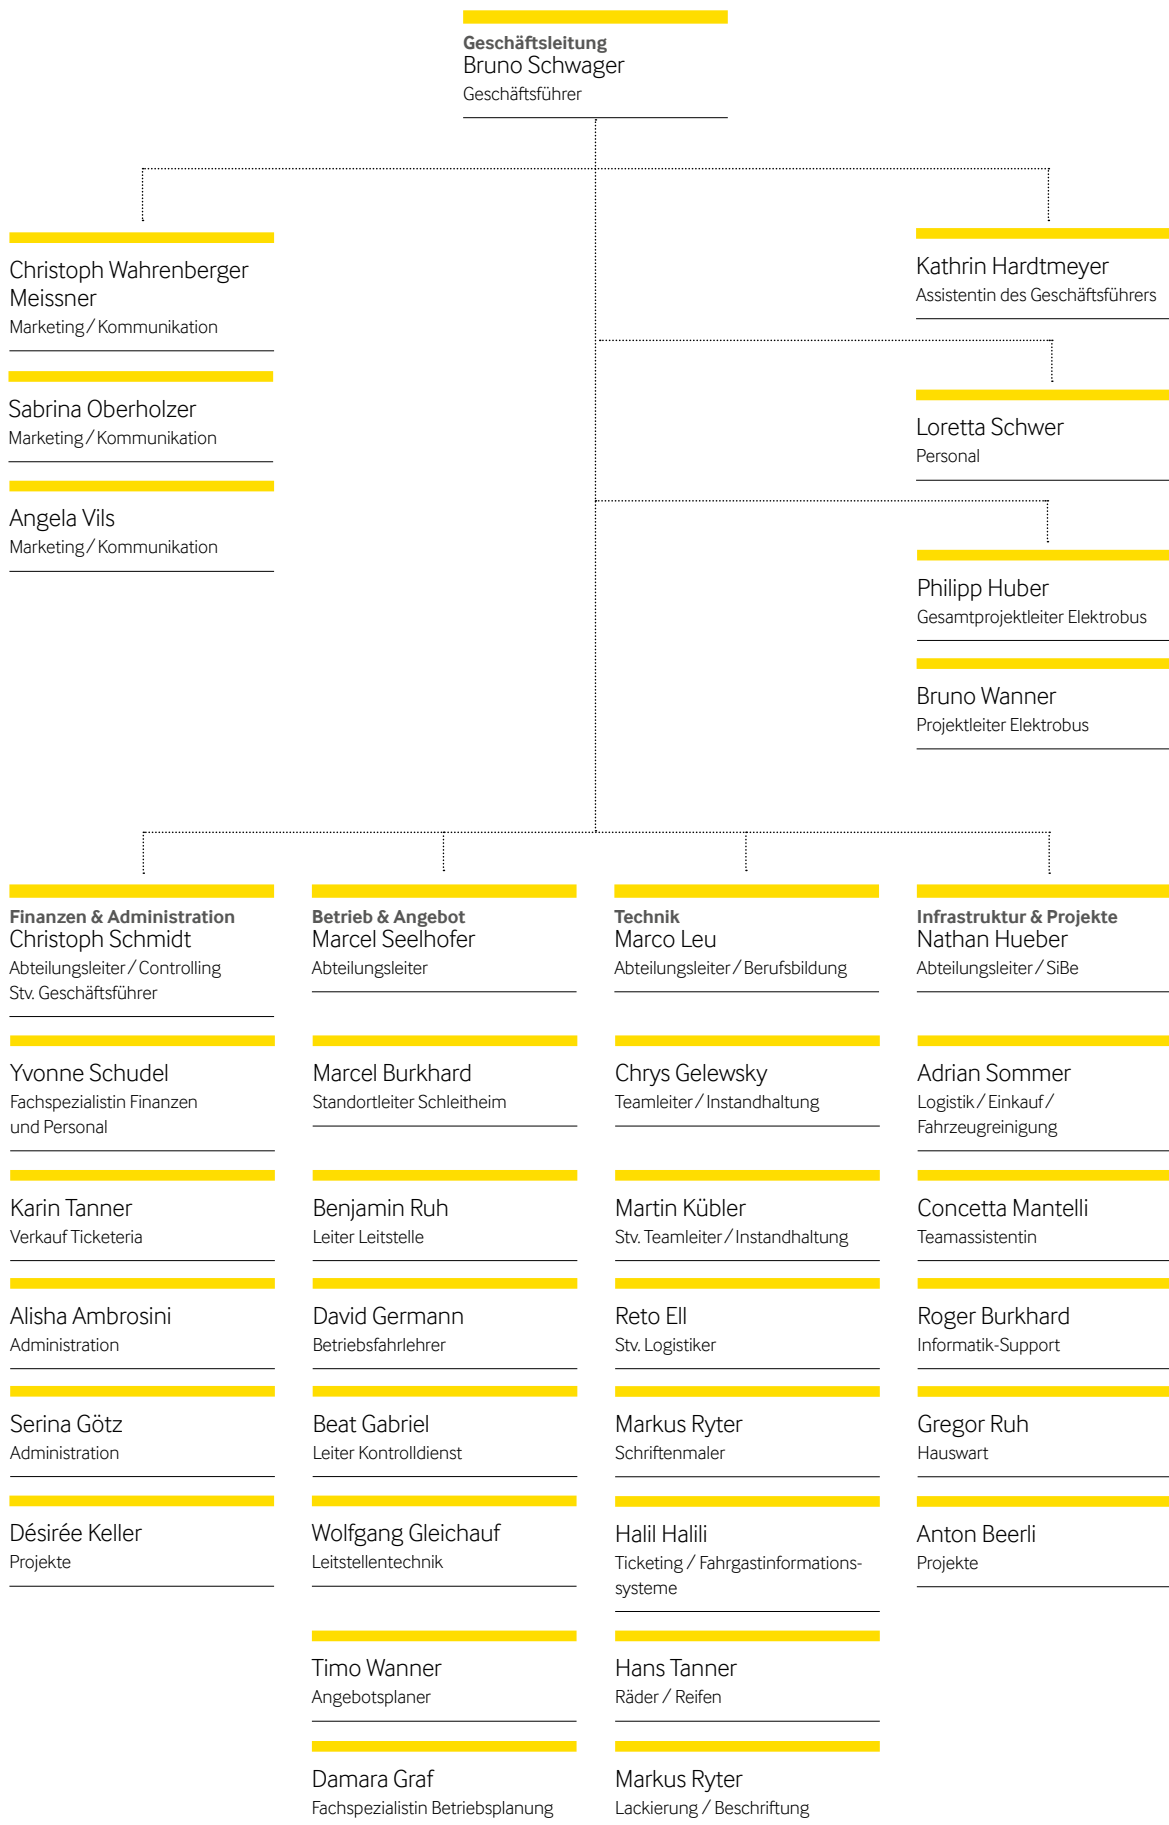 Geschäftsleitung
Bruno Schwager
Geschäftsführer
Christoph Wahrenberger
Meissner
Marketing / Kommunikation
Sabrina Oberholzer
Marketing / Kommunikation
Angela Vils
Marketing / Kommunikation
Kathrin Hardtmeyer
Assistentin des Geschäftsführers
Loretta Schwer
Personal
Philipp Huber
Gesamtprojektleiter Elektrobus
Bruno Wanner
Projektleiter Elektrobus
Finanzen & Administration
Christoph Schmidt
Abteilungsleiter / Controlling
Stv. Geschäftsführer
Yvonne Schudel
Fachspezialistin Finanzen
und Personal
Karin Tanner
Verkauf Ticketeria
Alisha Ambrosini
Administration
Serina Götz
Administration
Désirée Keller
Projekte
Betrieb & Angebot
Marcel Seelhofer
Abteilungsleiter
Marcel Burkhard
Standortleiter Schleitheim
Benjamin Ruh
Leiter Leitstelle
David Germann
Betriebsfahrlehrer
Beat Gabriel
Leiter Kontrolldienst
Wolfgang Gleichauf
Leitstellentechnik
Timo Wanner
Angebotsplaner
Damara Graf
Fachspezialistin Betriebsplanung
Technik
Marco Leu
Abteilungsleiter / Berufsbildung
Chrys Gelewsky
Teamleiter / Instandhaltung
Martin Kübler
Stv. Teamleiter / Instandhaltung
Reto Ell
Stv. Logistiker
Markus Ryter
Schriftenmaler
Halil Halili
Ticketing / Fahrgastinformations-
systeme
Hans Tanner
Räder / Reifen
Markus Ryter
Lackierung / Beschriftung
Infrastruktur & Projekte
Nathan Hueber
Abteilungsleiter / SiBe
Adrian Sommer
Logistik / Einkauf /
Fahrzeugreinigung
Concetta Mantelli
Teamassistentin
Roger Burkhard
Informatik-Support
Gregor Ruh
Hauswart
Anton Beerli
Projekte